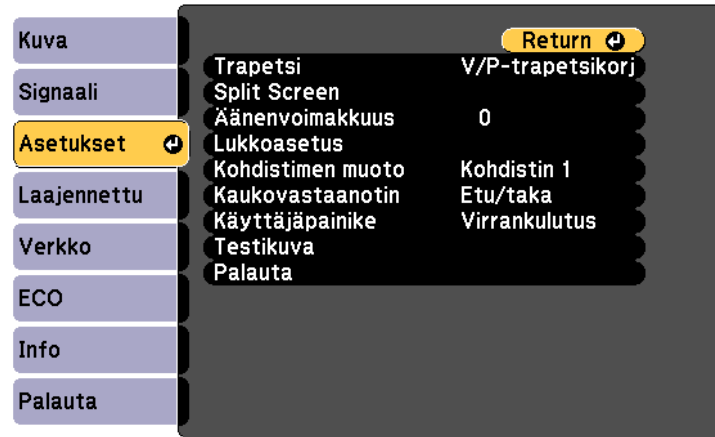 Kuva
Signaali
Asetukset
Laajennettu
Verkko
ECO
Info
Palauta
Return
Trapetsi V/P-trapetsikorj
Split Screen
Äänenvoimakkuus 0
Lukkoasetus
Kohdistimen muoto Kohdistin 1
Kaukovastaanotin Etu/taka
Käyttäjäpainike Virrankulutus
Testikuva
Palauta